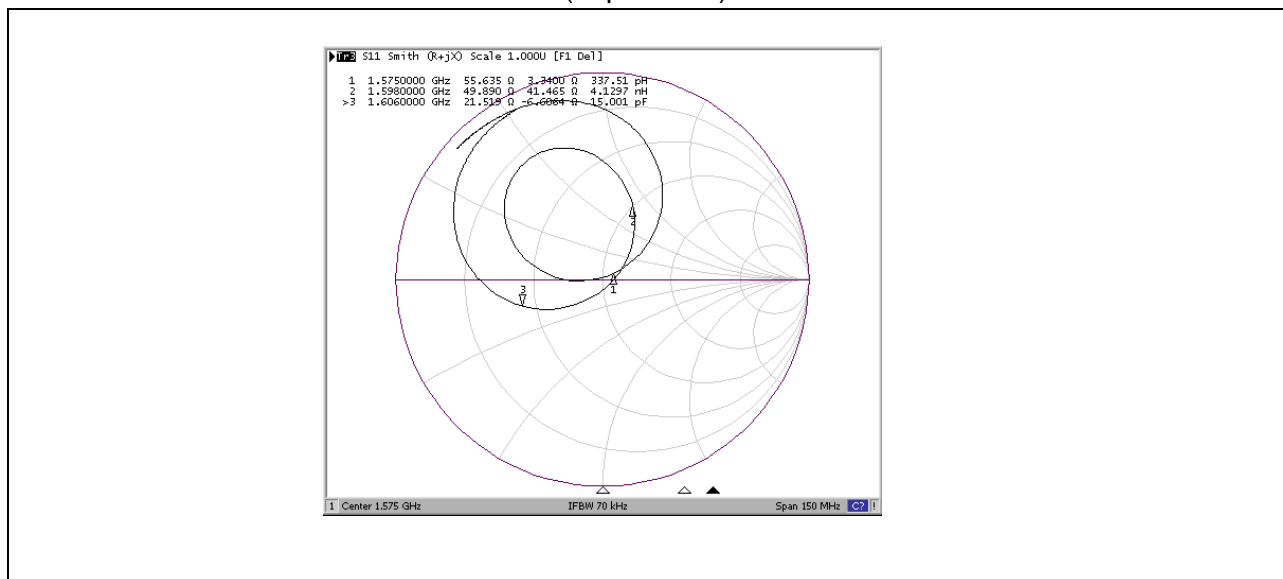 ▶Tr3 S11 Smith (R+jX) Scale 1.000U [F1 Del]
1 1.5750000 GHz 55.635 Ω 3.3400 Ω 337.51 pH
2 1.5980000 GHz 49.890 Ω 41.465 Ω 4.1297 nH
>3 1.6060000 GHz 21.519 Ω -6.6064 Ω 15.001 pF
2
3
1
1 Center 1.575 GHz IFBW 70 kHz Span 150 MHz C? !